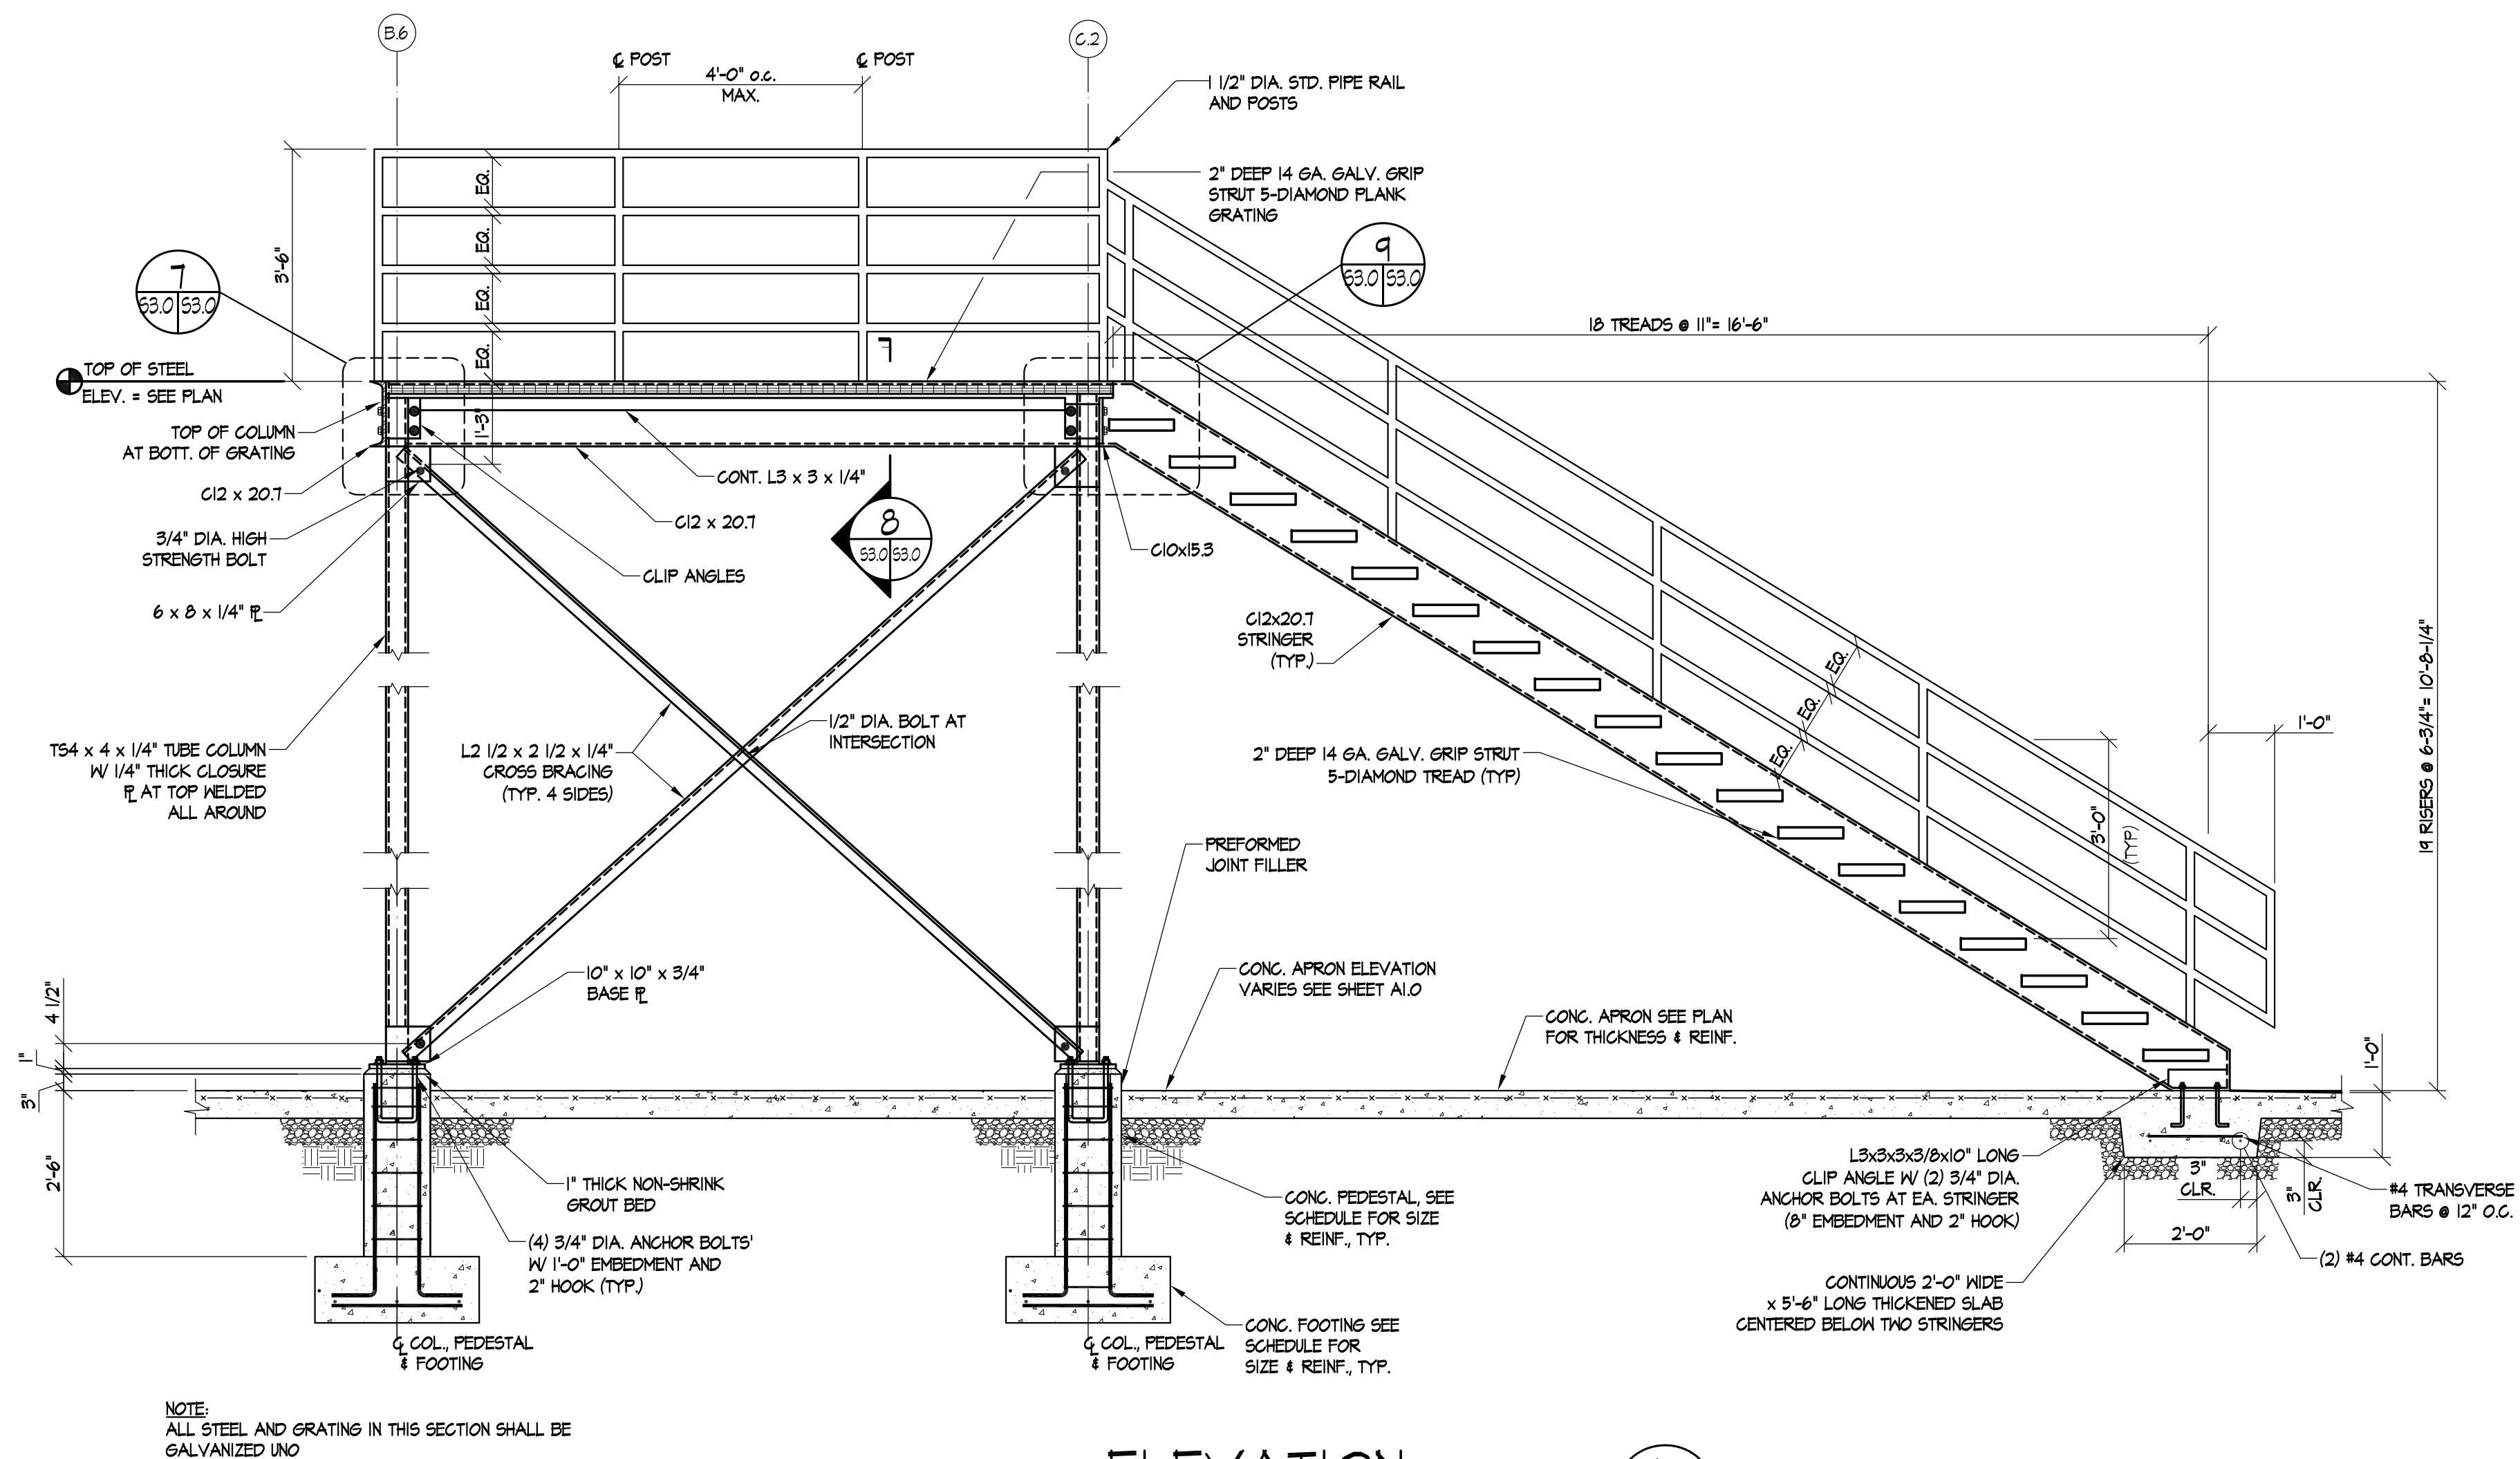 B.6
C.2
℄ POST
℄ POST
4'-0" o.c.
MAX.
1 1/2" DIA. STD. PIPE RAIL
AND POSTS
2" DEEP 14 GA. GALV. GRIP
STRUT 5-DIAMOND PLANK
GRATING
EQ.
EQ.
EQ.
EQ.
3'-6"
7
S3.0 S3.0
9
S3.0 S3.0
18 TREADS @ 11"= 16'-6"
TOP OF STEEL
ELEV. = SEE PLAN
TOP OF COLUMN
AT BOTT. OF GRATING
1'-3"
C12 x 20.7
CONT. L3 x 3 x 1/4"
C12 x 20.7
8
S3.0 S3.0
C10x15.3
3/4" DIA. HIGH
STRENGTH BOLT
CLIP ANGLES
6 x 8 x 1/4" PL
C12x20.7
STRINGER
(TYP.)
19 RISERS @ 6-3/4"= 10'-8-1/4"
EQ.
EQ.
EQ.
1'-0"
TS4 x 4 x 1/4" TUBE COLUMN
W/ 1/4" THICK CLOSURE
PL AT TOP WELDED
ALL AROUND
L2 1/2 x 2 1/2 x 1/4"
CROSS BRACING
(TYP. 4 SIDES)
1/2" DIA. BOLT AT
INTERSECTION
2" DEEP 14 GA. GALV. GRIP STRUT
5-DIAMOND TREAD (TYP)
3'-0"
(TYP)
PREFORMED
JOINT FILLER
10" x 10" x 3/4"
BASE PL
CONC. APRON ELEVATION
VARIES SEE SHEET A1.0
CONC. APRON SEE PLAN
FOR THICKNESS & REINF.
4 1/2"
1"
3"
2'-6"
1'-0"
1" THICK NON-SHRINK
GROUT BED
(4) 3/4" DIA. ANCHOR BOLTS'
W/ 1'-0" EMBEDMENT AND
2" HOOK (TYP.)
CONC. PEDESTAL, SEE
SCHEDULE FOR SIZE
& REINF., TYP.
L3x3x3x3/8x10" LONG
CLIP ANGLE W/ (2) 3/4" DIA.
ANCHOR BOLTS AT EA. STRINGER
(8" EMBEDMENT AND 2" HOOK)
3"
CLR.
3"
CLR.
2'-0"
#4 TRANSVERSE
BARS @ 12" O.C.
(2) #4 CONT. BARS
CONTINUOUS 2'-0" WIDE
x 5'-6" LONG THICKENED SLAB
CENTERED BELOW TWO STRINGERS
℄ COL., PEDESTAL
& FOOTING
℄ COL., PEDESTAL
& FOOTING
CONC. FOOTING SEE
SCHEDULE FOR
SIZE & REINF., TYP.
NOTE:
ALL STEEL AND GRATING IN THIS SECTION SHALL BE
GALVANIZED UNO
ELEVATION